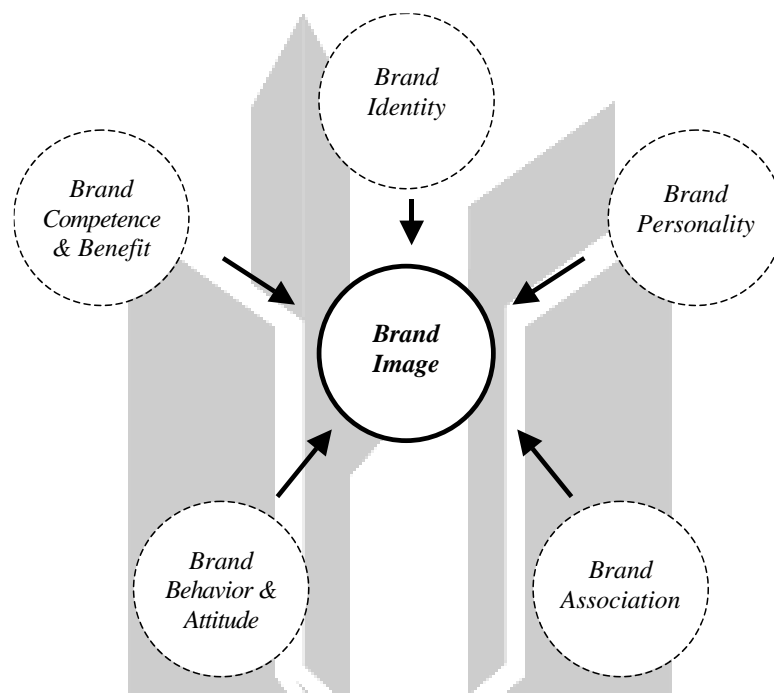 Brand
Identity
Brand
Competence
& Benefit
Brand
Personality
Brand
Image
Brand
Behavior &
Attitude
Brand
Association